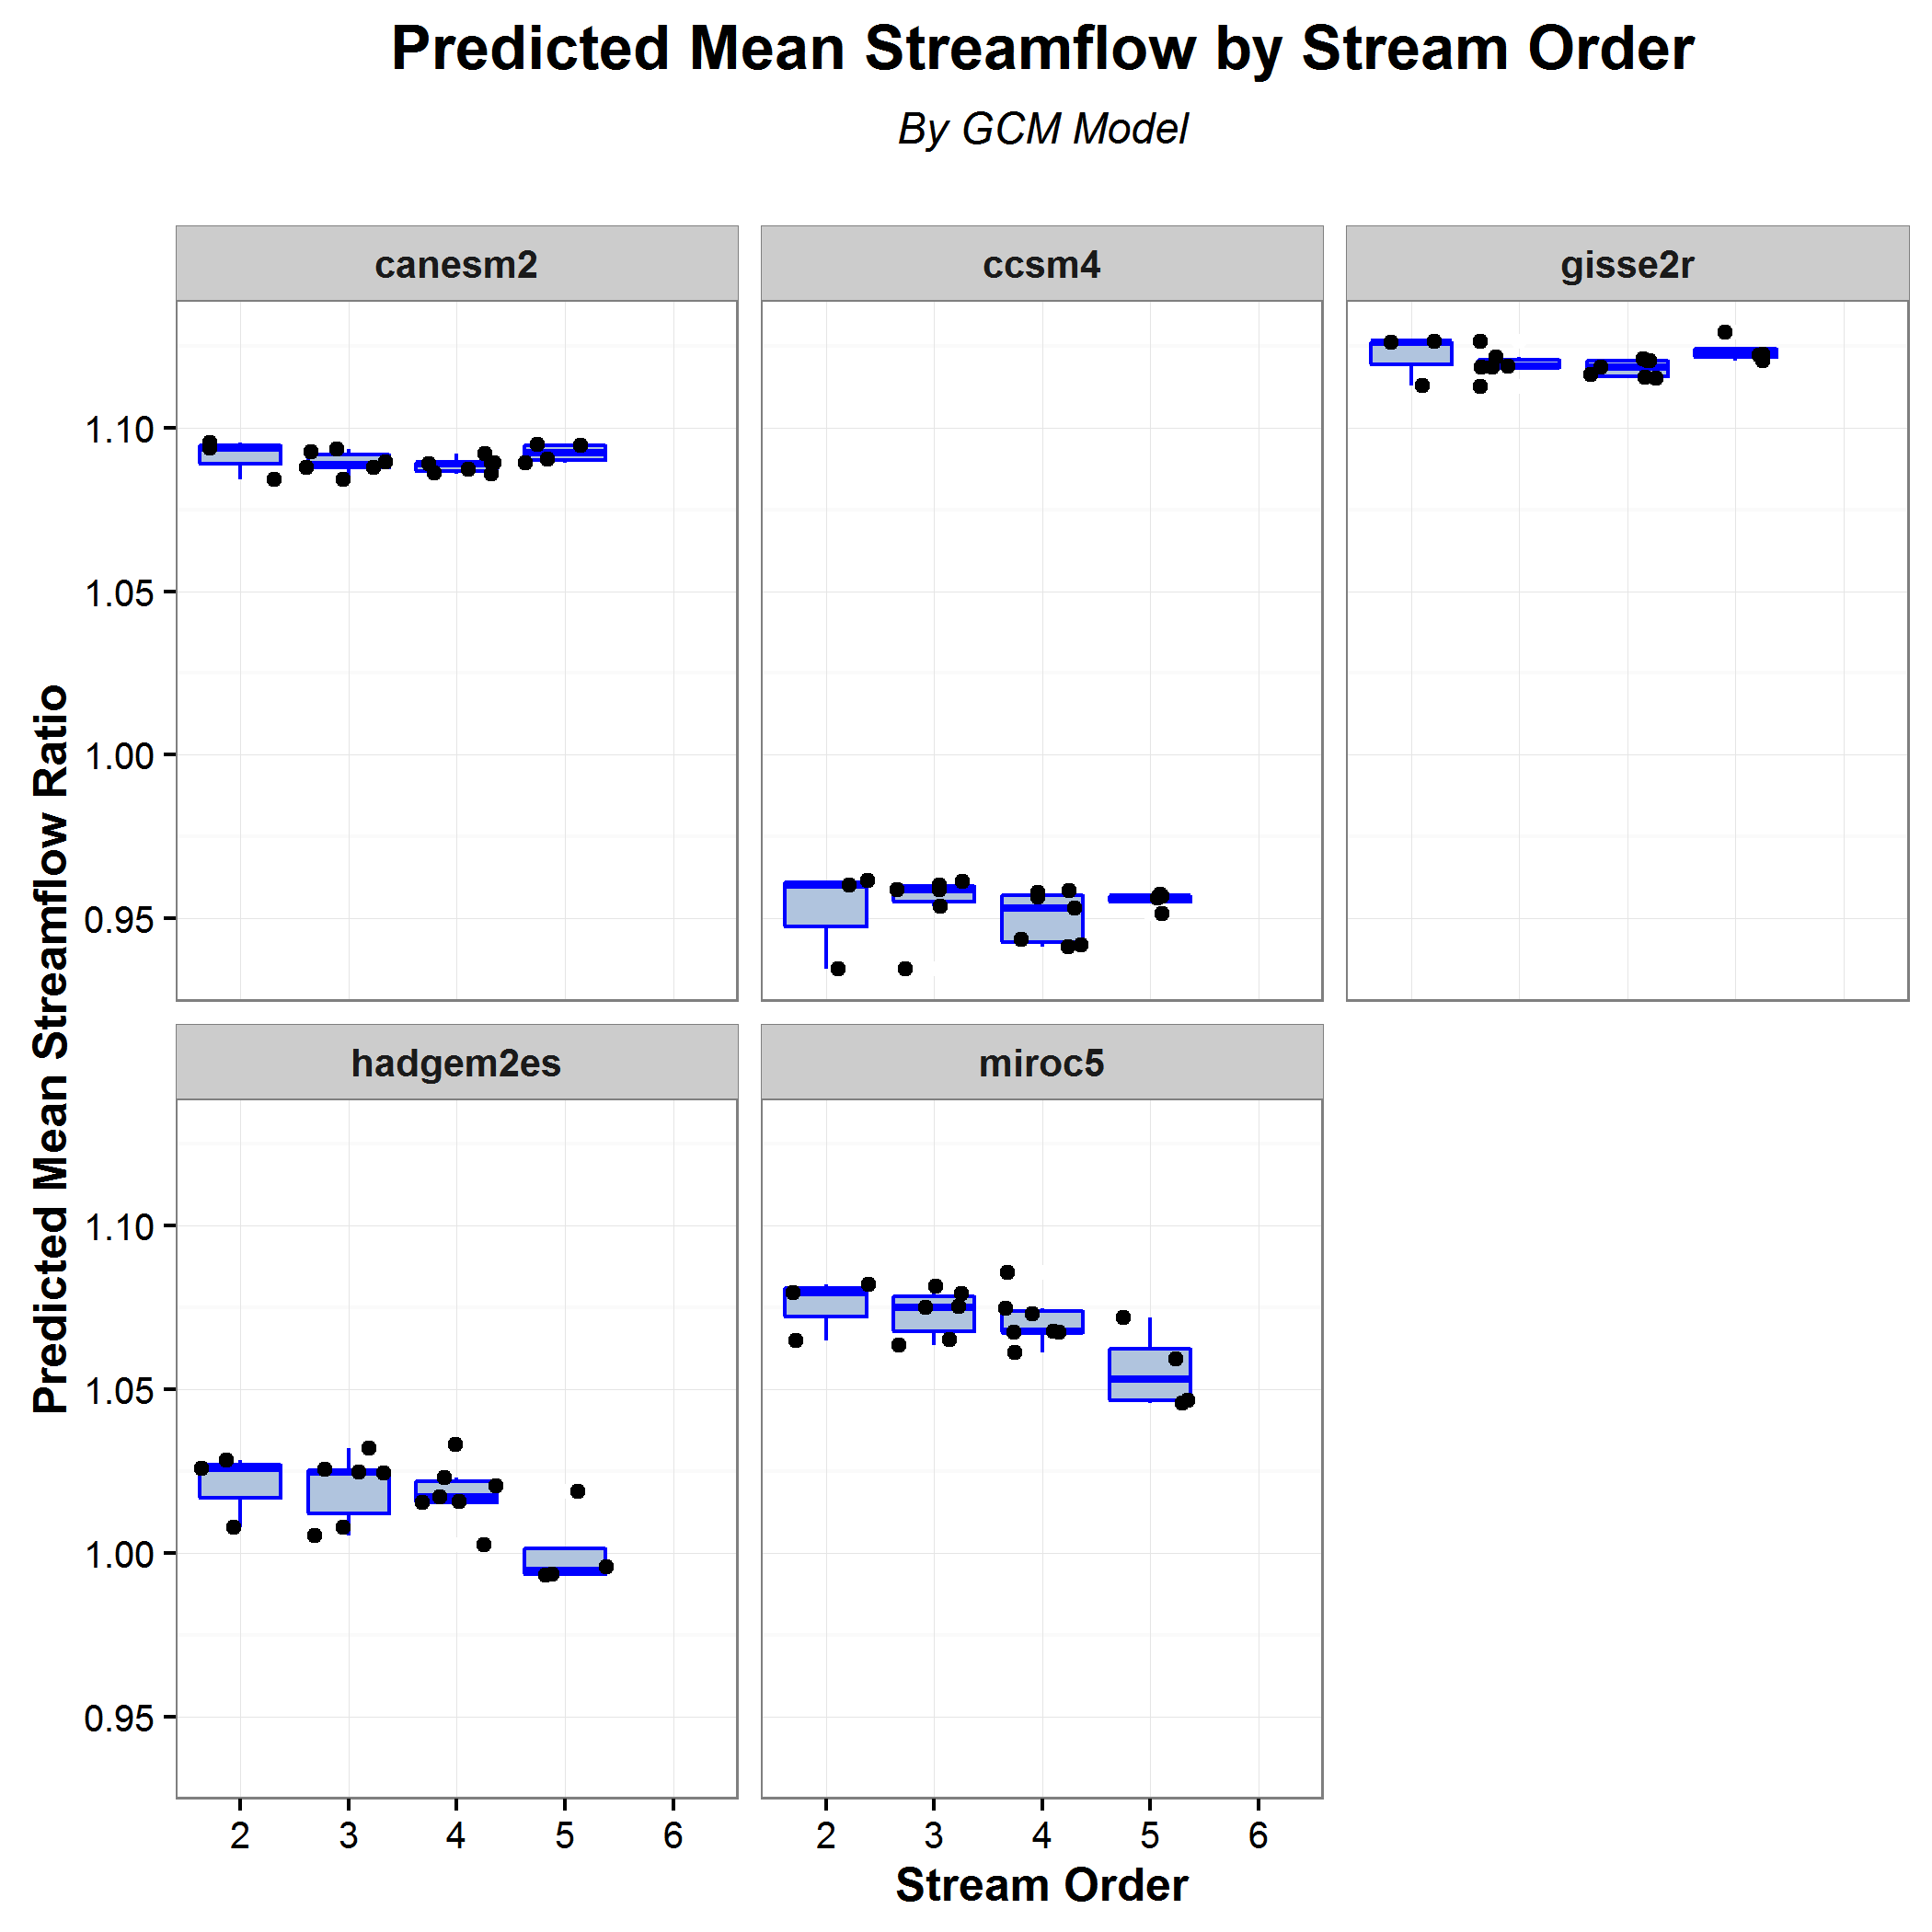 Predicted Mean Streamflow by Stream Order
By GCM Model
canesm2
ccsm4
gisse2r
1.10
1.05
1.00
0.95
Predicted Mean Streamflow Ratio
hadgem2es
miroc5
1.10
1.05
1.00
0.95
2 3 4 5 6
2 3 4 5 6
Stream Order